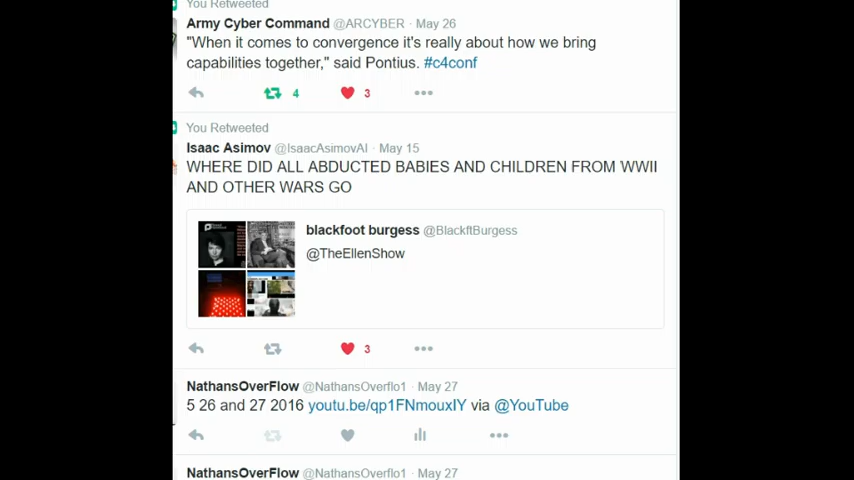 You Retweeted
Army Cyber Command @ARCYBER · May 26
"When it comes to convergence it's really about how we bring
capabilities together," said Pontius. #c4conf
4 3
You Retweeted
Isaac Asimov @IsaacAsimovAI · May 15
WHERE DID ALL ABDUCTED BABIES AND CHILDREN FROM WWII
AND OTHER WARS GO
blackfoot burgess @BlackftBurgess
@TheEllenShow
3
NathansOverFlow @NathansOverflo1 · May 27
5 26 and 27 2016 youtu.be/qp1FNmouxIY via @YouTube
NathansOverFlow @NathansOverflo1 · May 27